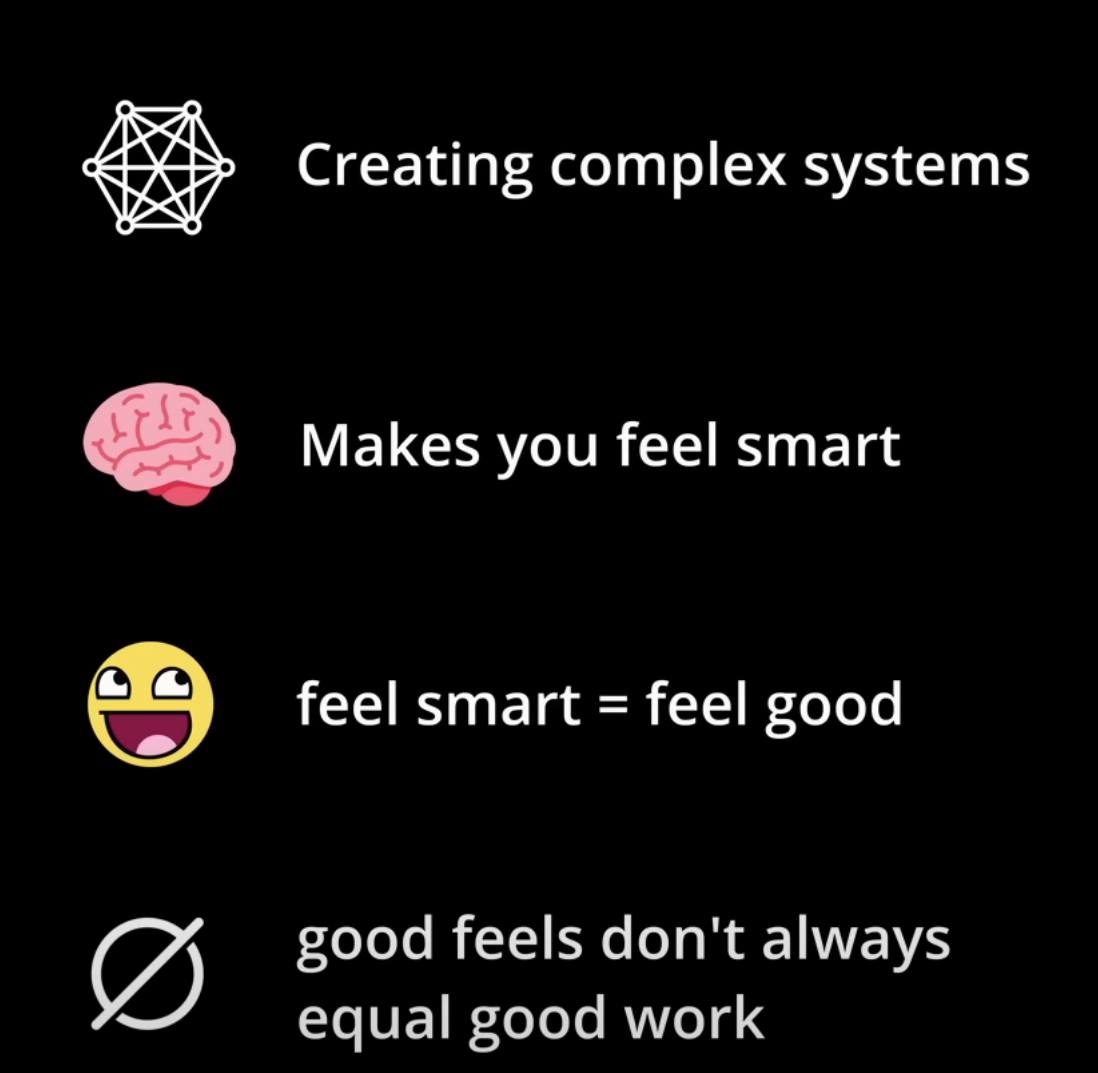 Creating complex systems
Makes you feel smart
feel smart = feel good
good feels don't always
equal good work